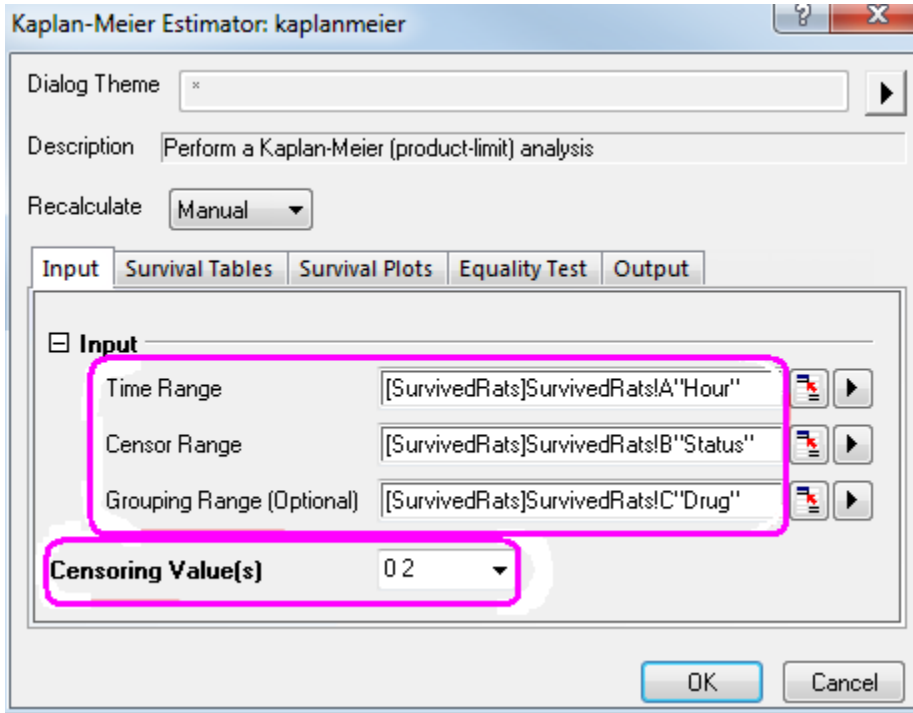 Kaplan-Meier Estimator: kaplanmeier
Dialog Theme *
Description Perform a Kaplan-Meier (product-limit) analysis
Recalculate Manual
Input Survival Tables Survival Plots Equality Test Output
Input
Time Range [SurvivedRats]SurvivedRats!A"Hour"
Censor Range [SurvivedRats]SurvivedRats!B"Status"
Grouping Range (Optional) [SurvivedRats]SurvivedRats!C"Drug"
Censoring Value(s) 0 2
OK Cancel